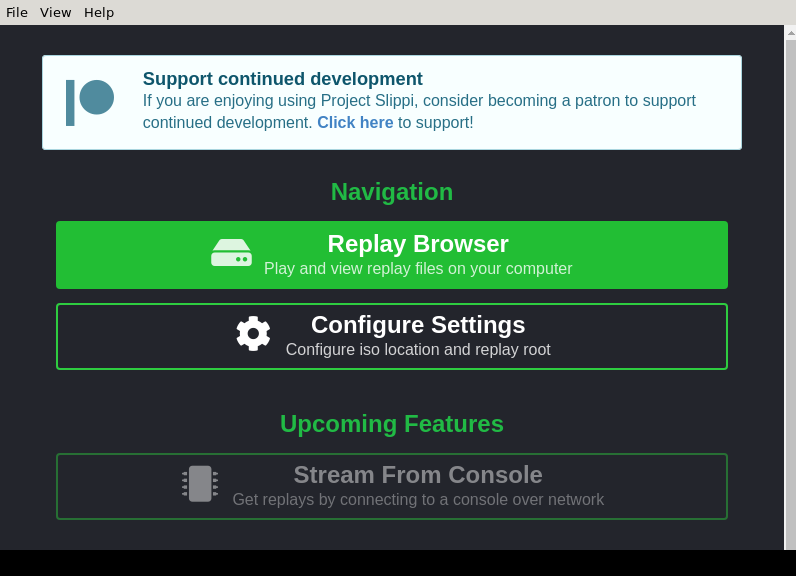 File View Help
Support continued development
If you are enjoying using Project Slippi, consider becoming a patron to support
continued development. Click here to support!
Navigation
Replay Browser
Play and view replay files on your computer
Configure Settings
Configure iso location and replay root
Upcoming Features
Stream From Console
Get replays by connecting to a console over network